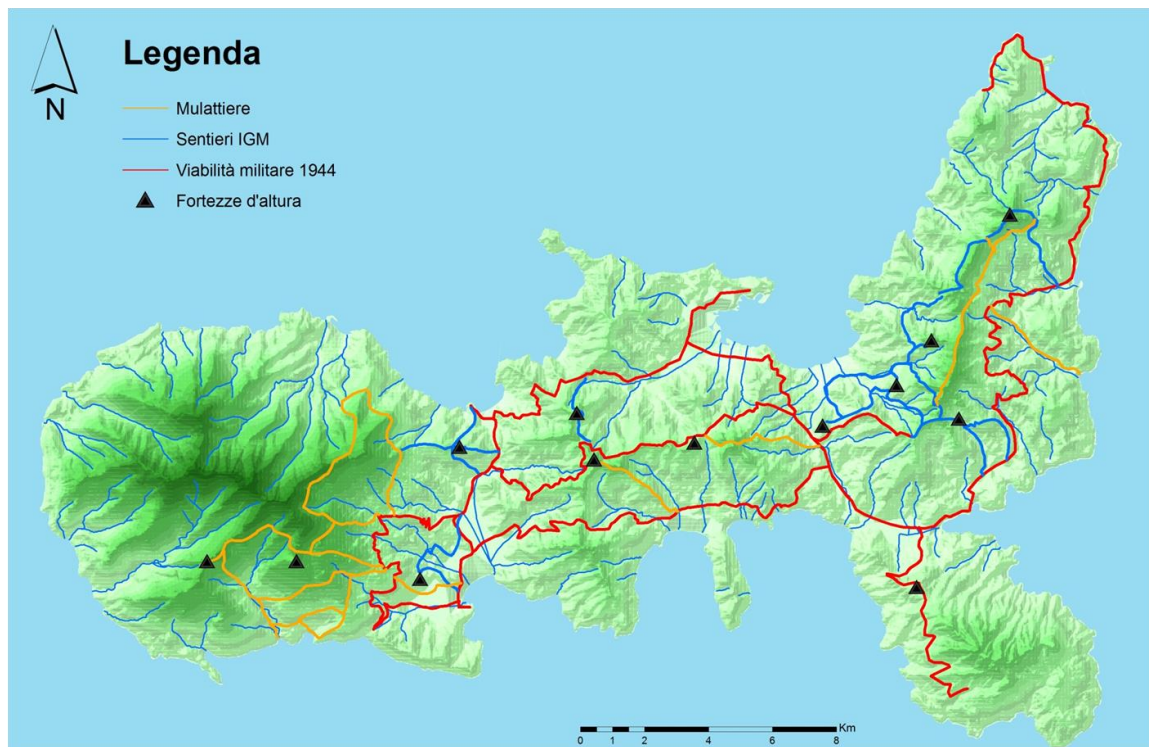 Legenda
N
Mulattiere
Sentieri IGM
Viabilità militare 1944
Fortezze d'altura
Km
0 1 2 4 6 8